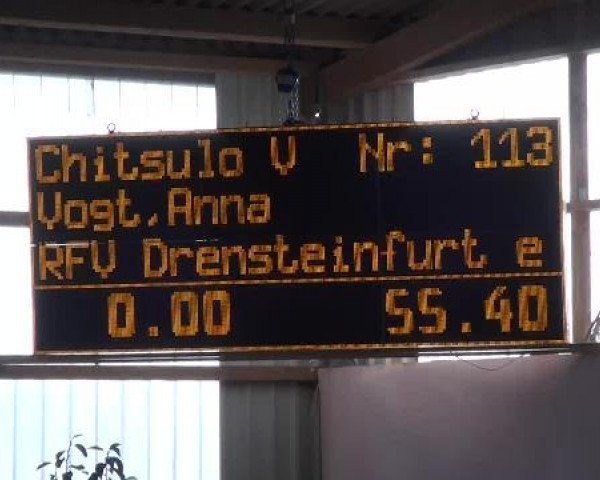 Chitsulo V Nr: 113
Vogt,Anna
RFV Drensteinfurt e
0.00 55.40